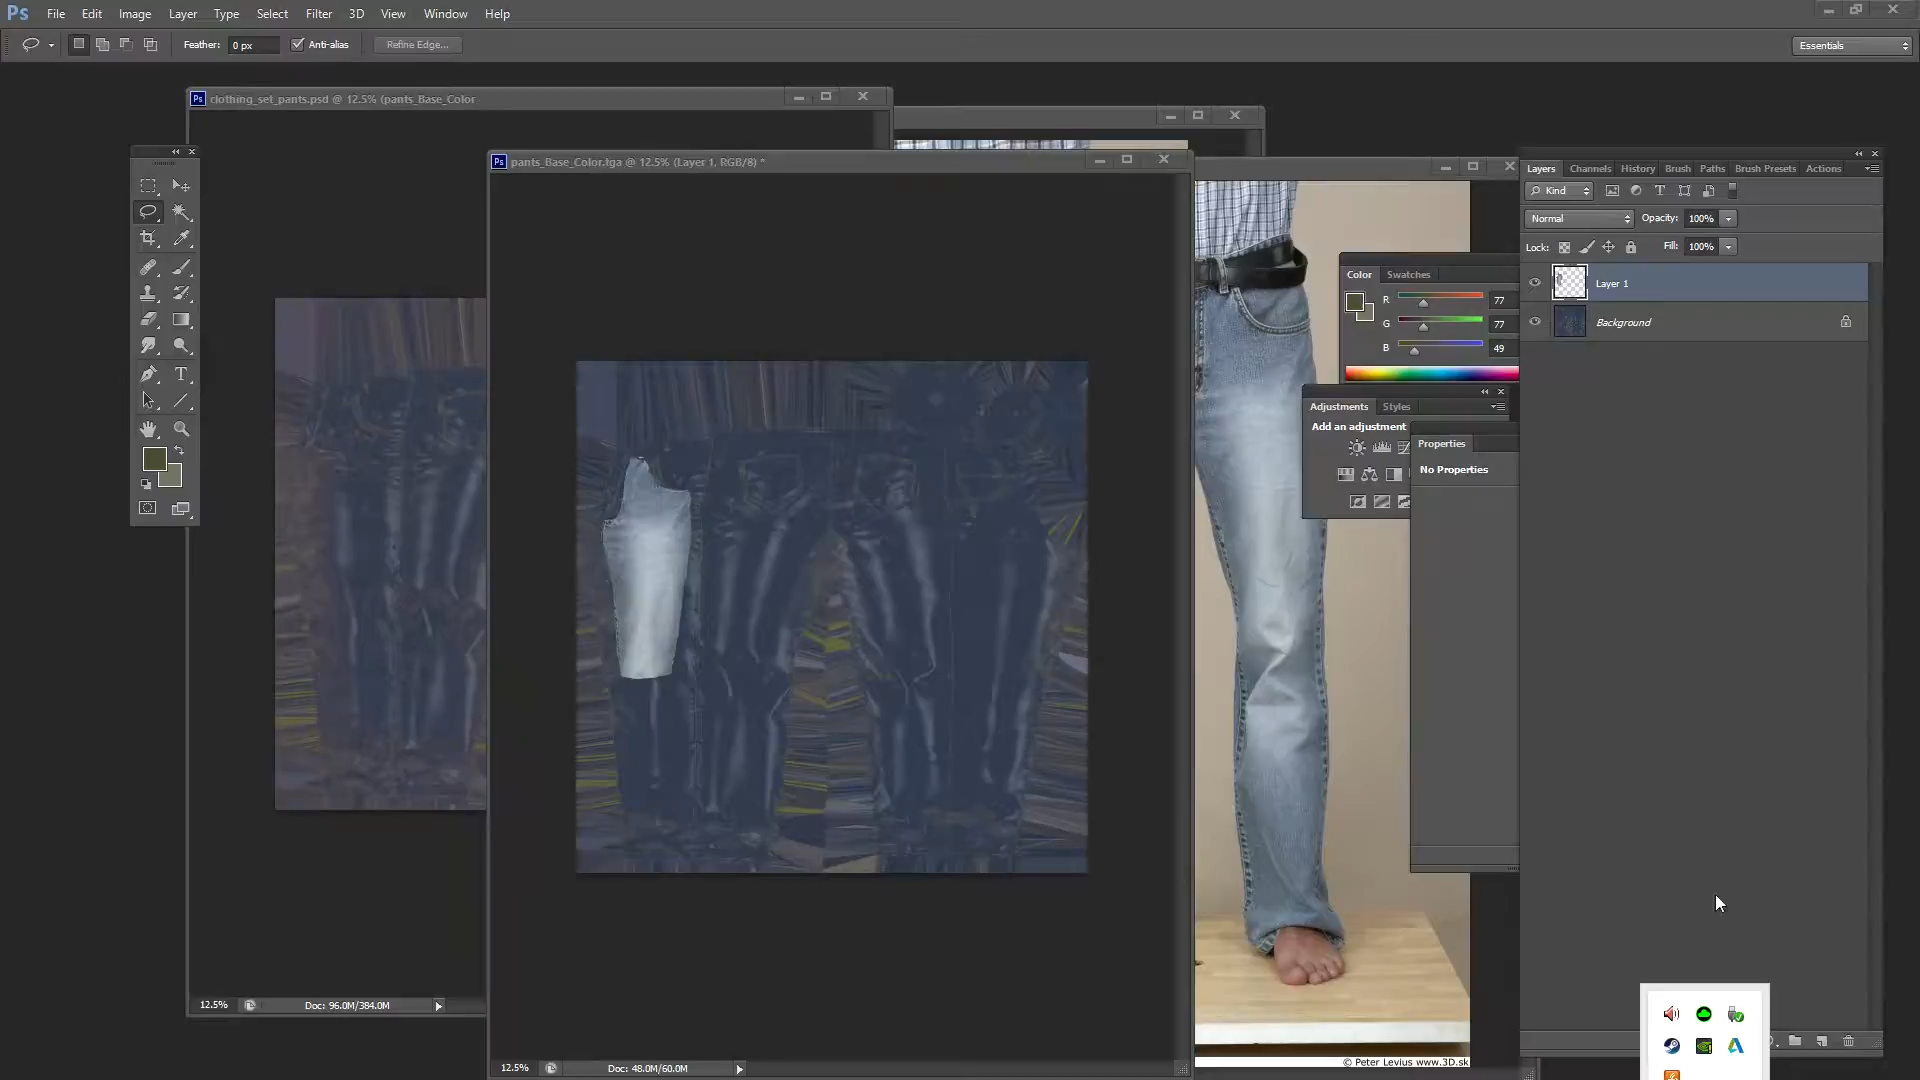 Ps File Edit Image Layer Type Select Filter 3D View Window Help
Feather: 0 px Anti-alias Refine Edge... Essentials
Ps clothing_set_pants.psd @ 12.5% (pants_Base_Color
Ps pants_Base_Color.tga @ 12.5% (Layer 1, RGB/8) *
Layers Channels History Brush Paths Brush Presets Actions
Kind
Normal Opacity: 100%
Lock: Fill: 100%
Layer 1
Background
Color Swatches
R 77
G 77
B 49
Adjustments Styles
Add an adjustment
Properties
No Properties
12.5% Doc: 96.0M/384.0M
12.5% Doc: 48.0M/60.0M
© Peter Levius www.3D.sk